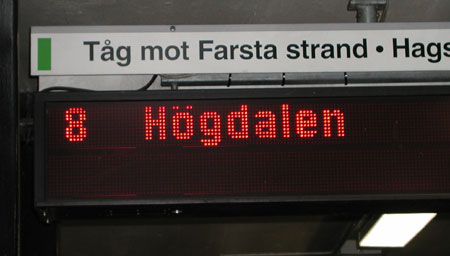 Tåg mot Farsta strand • Hags
8 Högdalen